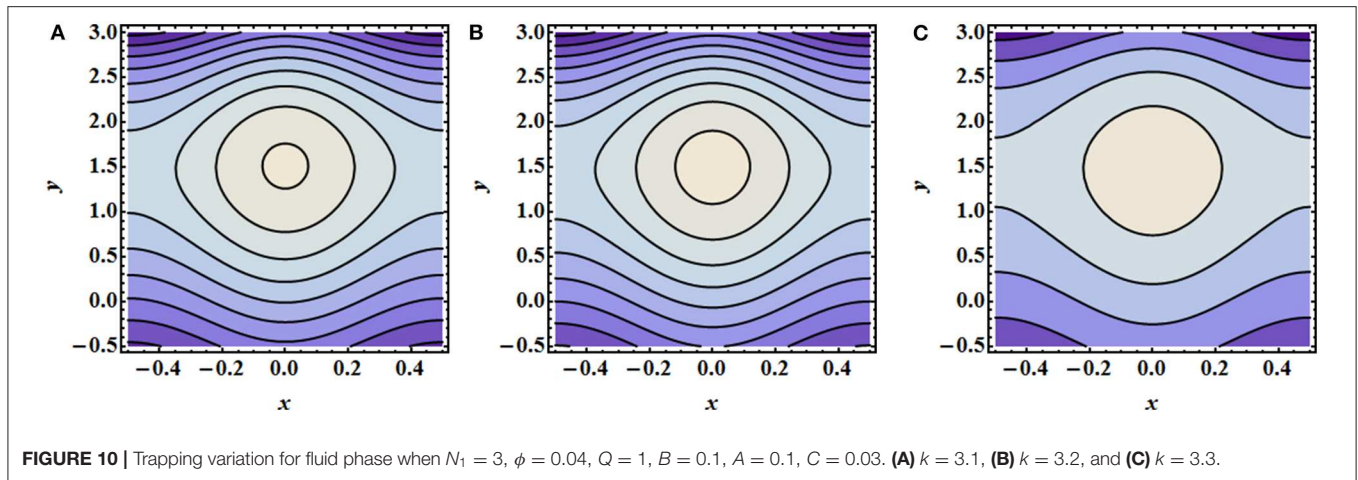 A
B
C
3.0
2.5
2.0
1.5
1.0
0.5
0.0
−0.5
y
−0.4 −0.2 0.0 0.2 0.4
x
3.0
2.5
2.0
1.5
1.0
0.5
0.0
−0.5
y
−0.4 −0.2 0.0 0.2 0.4
x
3.0
2.5
2.0
1.5
1.0
0.5
0.0
−0.5
y
−0.4 −0.2 0.0 0.2 0.4
x
FIGURE 10 | Trapping variation for fluid phase when N₁ = 3, ϕ = 0.04, Q = 1, B = 0.1, A = 0.1, C = 0.03. (A) k = 3.1, (B) k = 3.2, and (C) k = 3.3.